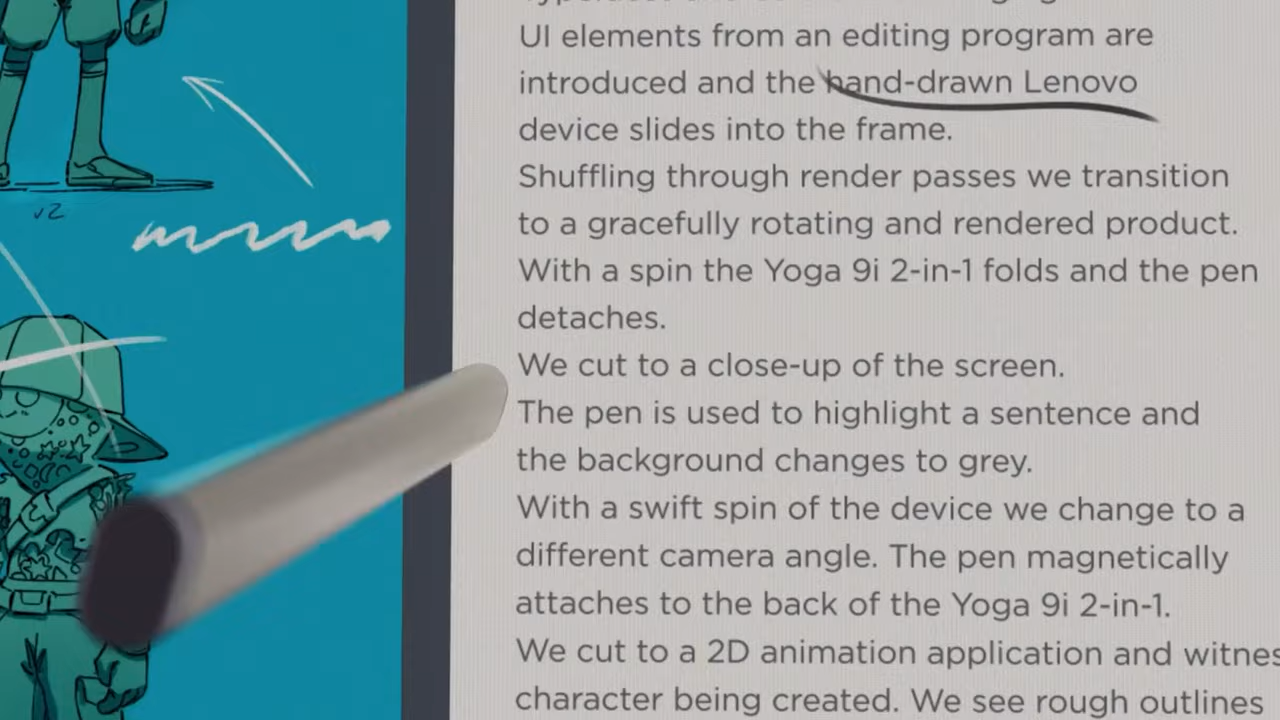 UI elements from an editing program are
introduced and the hand-drawn Lenovo
device slides into the frame.
Shuffling through render passes we transition
to a gracefully rotating and rendered product.
With a spin the Yoga 9i 2-in-1 folds and the pen
detaches.
We cut to a close-up of the screen.
The pen is used to highlight a sentence and
the background changes to grey.
With a swift spin of the device we change to a
different camera angle. The pen magnetically
attaches to the back of the Yoga 9i 2-in-1.
We cut to a 2D animation application and witnes
character being created. We see rough outlines
v2